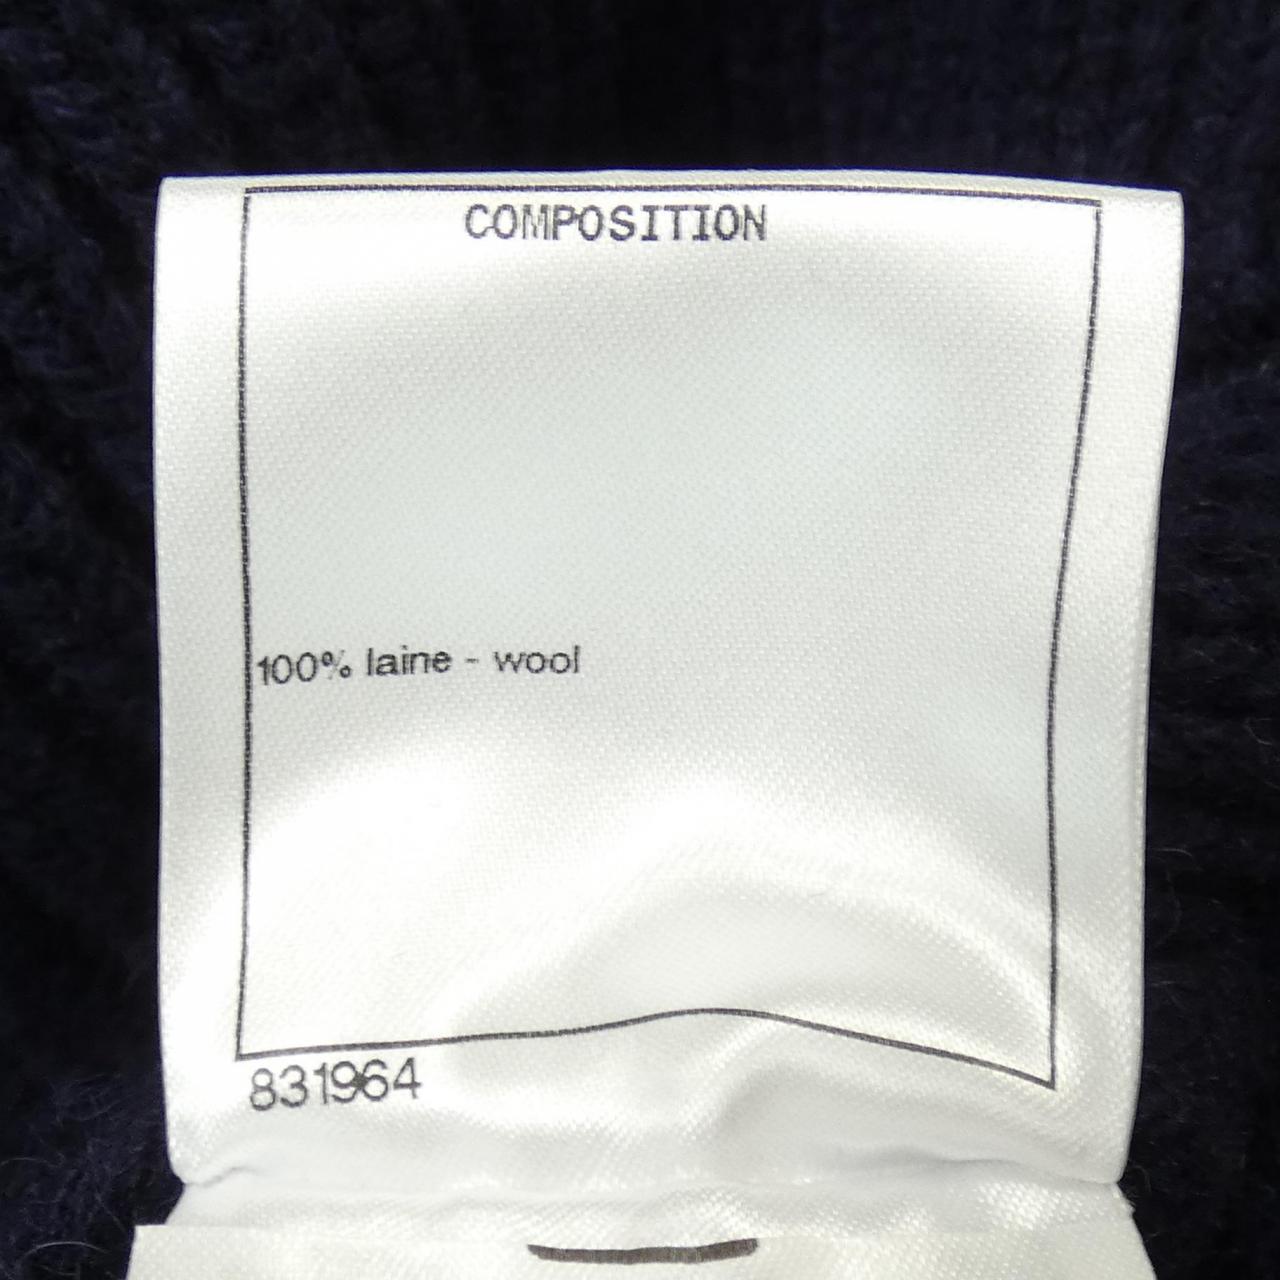 COMPOSITION
100% laine - wool
831964